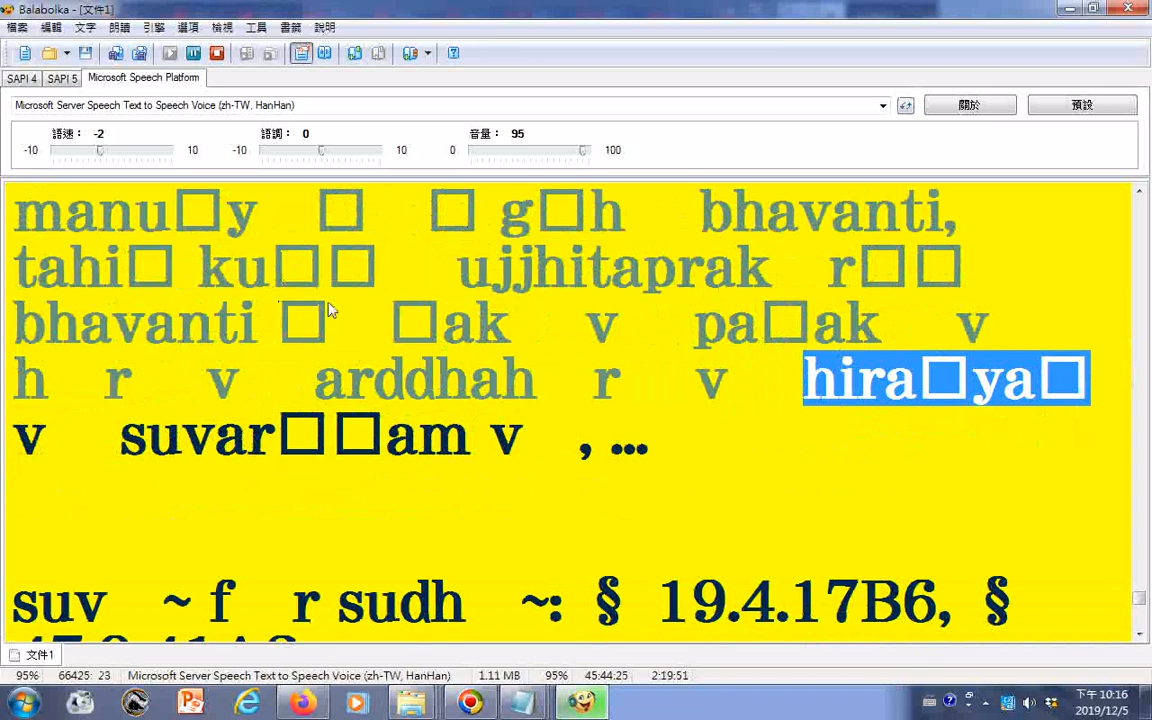 Balabolka - [文件1]
檔案 編輯 文字 朗讀 引擎 選項 檢視 工具 書籤 說明
SAPI 4 SAPI 5 Microsoft Speech Platform
Microsoft Server Speech Text to Speech Voice (zh-TW, HanHan) 關於 預設
語速： -2 語調： 0 音量： 95
-10 10 -10 10 0 100
manu□y □ □ g□h bhavanti,
tahi□ ku□□ ujjhitaprak r□□
bhavanti □ □ak v pa□ak v
h r v arddhah r v hira□ya□
v suvar□□am v , ...
suv ~ f r sudh ~: § 19.4.17B6, §
文件1
95% 66425: 23 Microsoft Server Speech Text to Speech Voice (zh-TW, HanHan) 1.11 MB 95% 45:44:25 2:19:51
下午 10:16
2019/12/5